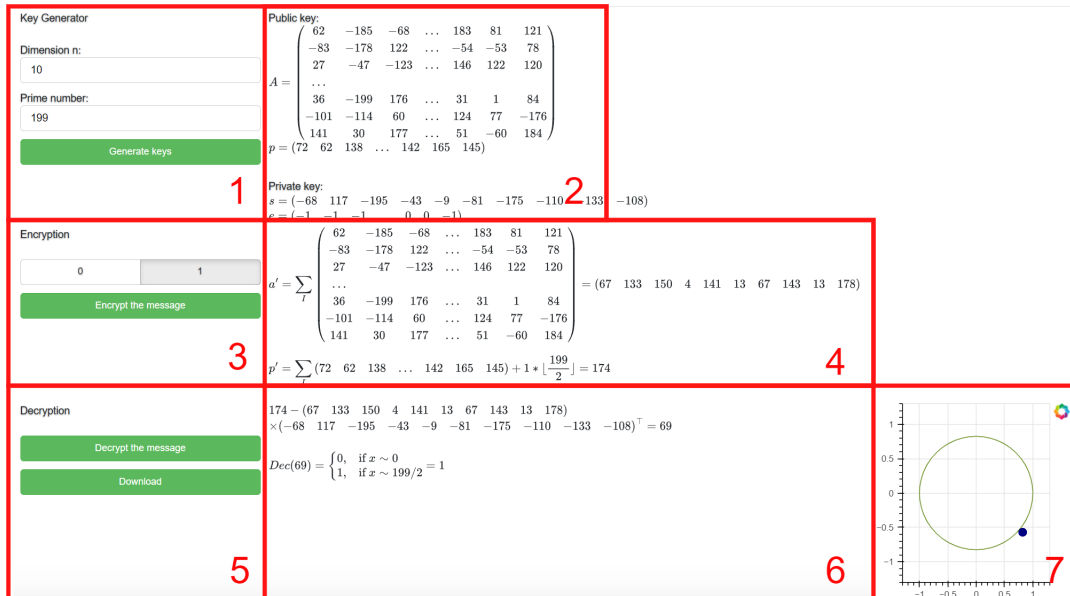 Key Generator
Dimension n:
10
Prime number:
199
Generate keys
1
Public key:
62 −185 −68 … 183 81 121
−83 −178 122 … −54 −53 78
27 −47 −123 … 146 122 120
A =
…
36 −199 176 … 31 1 84
−101 −114 60 … 124 77 −176
141 30 177 … 51 −60 184
p = (72 62 138 … 142 165 145)
Private key:
s = (−68 117 −195 −43 −9 −81 −175 −110 −133 −108)
e = (−1 −1 −1 … 0 0 −1)
2
Encryption
0 1
Encrypt the message
3
62 −185 −68 … 183 81 121
−83 −178 122 … −54 −53 78
27 −47 −123 … 146 122 120
a′ = ∑ I
…
= (67 133 150 4 141 13 67 143 13 178)
36 −199 176 … 31 1 84
−101 −114 60 … 124 77 −176
141 30 177 … 51 −60 184
p′ = ∑ (72 62 138 … 142 165 145) + 1 ∗ ⌊199/2⌋ = 174
4
Decryption
Decrypt the message
Download
5
174 − (67 133 150 4 141 13 67 143 13 178)
×(−68 117 −195 −43 −9 −81 −175 −110 −133 −108)⊤ = 69
Dec(69) = {0, if x ∼ 0
1, if x ∼ 199/2 = 1
6
1
0.5
0
−0.5
−1
−1 −0.5 0 0.5 1
7